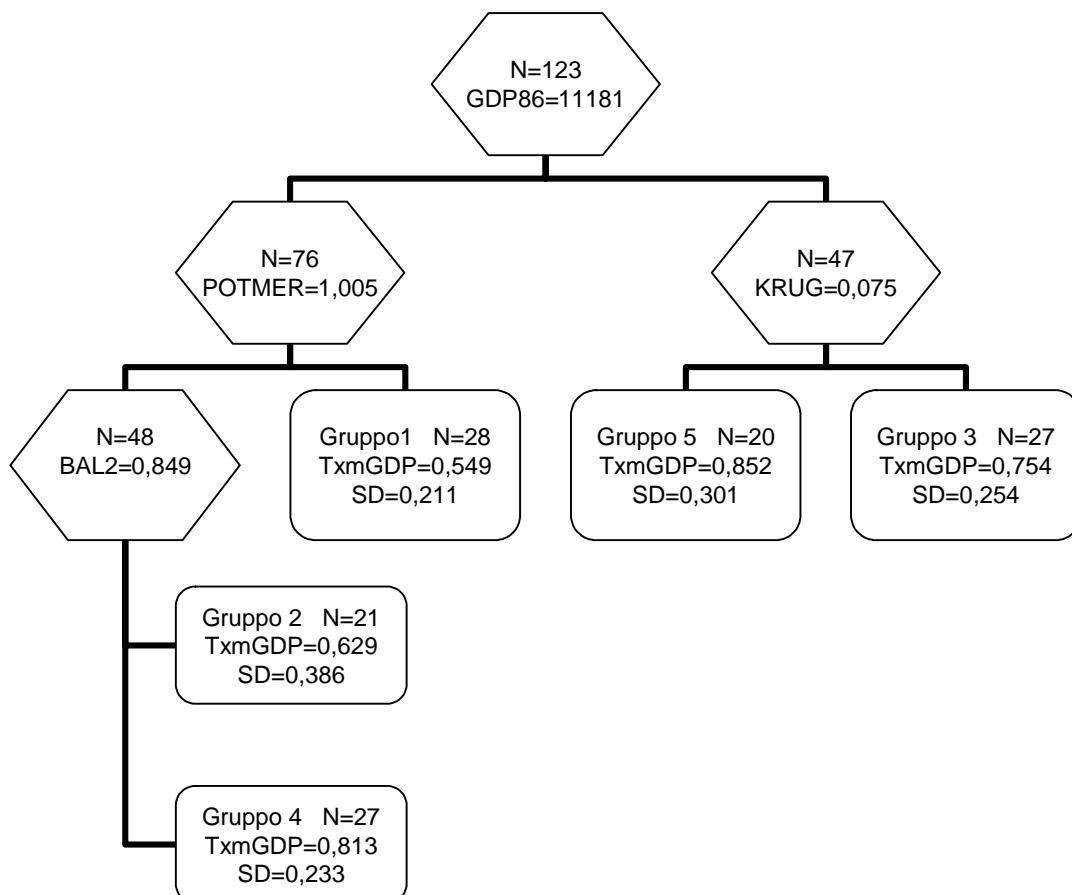 N=123
GDP86=11181
N=76
POTMER=1,005
N=47
KRUG=0,075
N=48
BAL2=0,849
Gruppo1 N=28
TxmGDP=0,549
SD=0,211
Gruppo 5 N=20
TxmGDP=0,852
SD=0,301
Gruppo 3 N=27
TxmGDP=0,754
SD=0,254
Gruppo 2 N=21
TxmGDP=0,629
SD=0,386
Gruppo 4 N=27
TxmGDP=0,813
SD=0,233